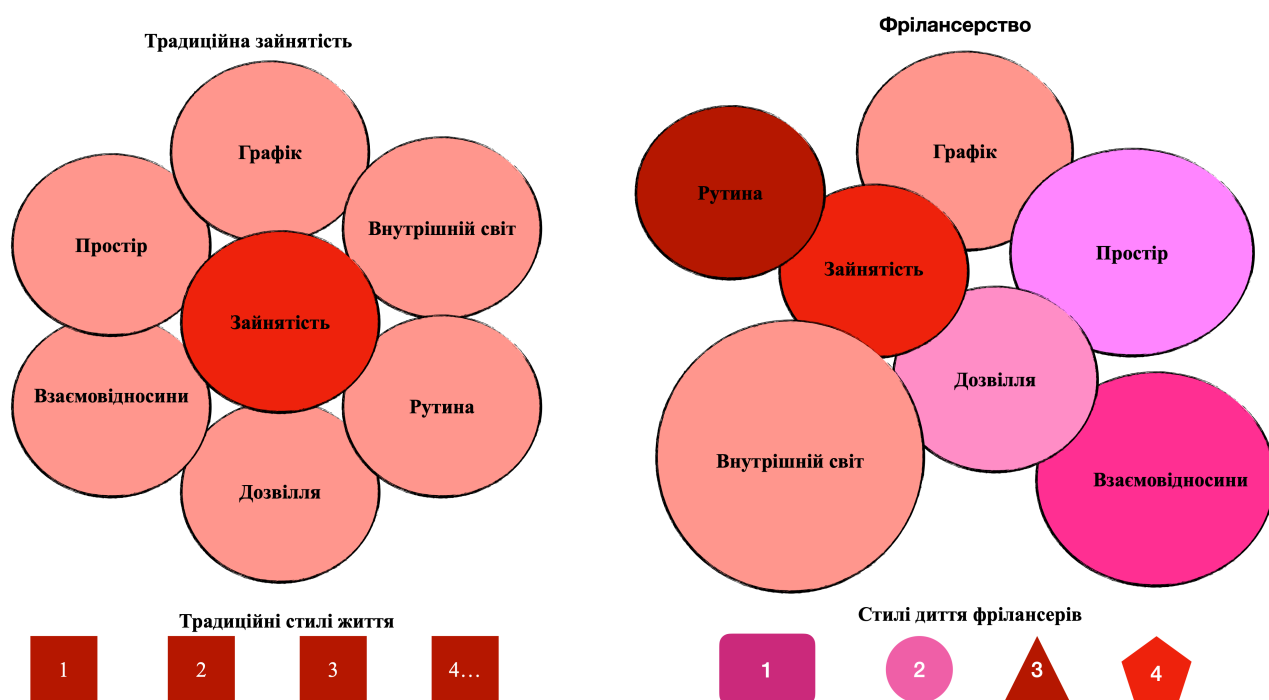 Традиційна зайнятість
Графік
Внутрішній світ
Простір
Зайнятість
Взаємовідносини
Рутина
Дозвілля
Традиційні стилі життя
1
2
3
4…
Фрілансерство
Графік
Рутина
Простір
Зайнятість
Дозвілля
Внутрішній світ
Взаємовідносини
Стилі диття фрілансерів
1
2
3
4